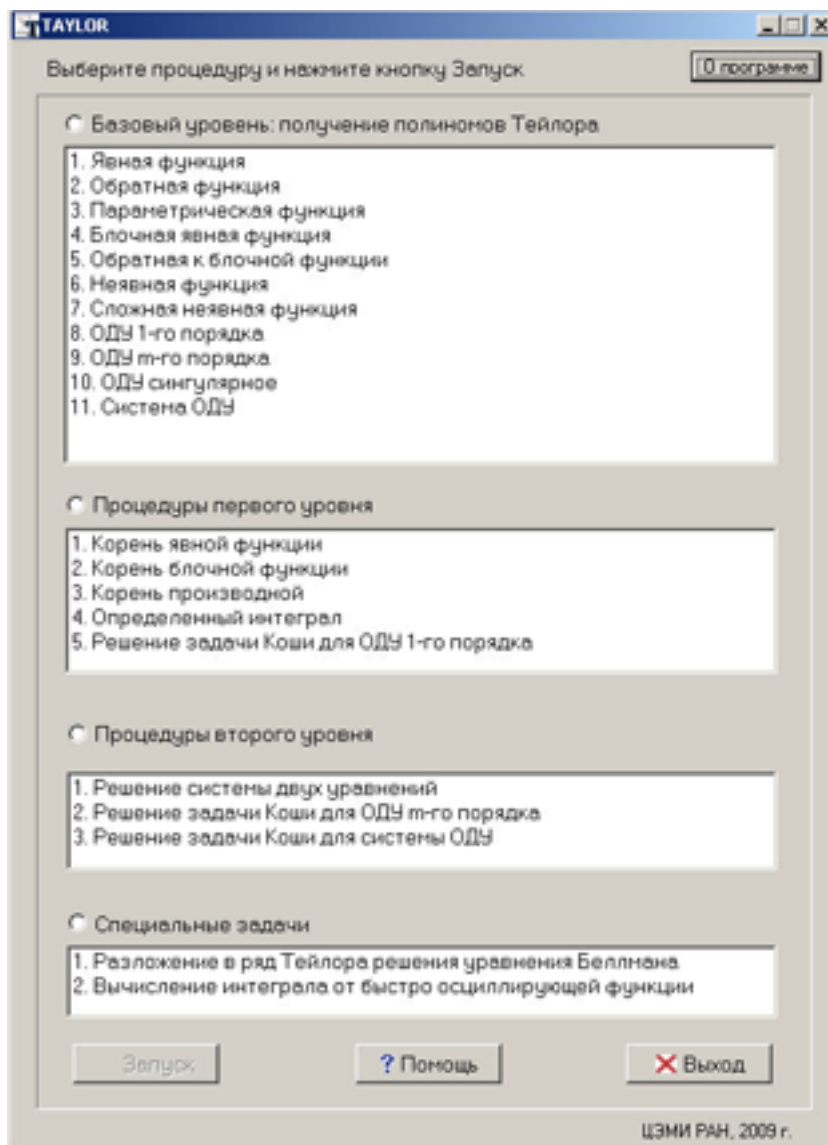 TAYLOR
Выберите процедуру и нажмите кнопку Запуск
О программе
Базовый уровень: получение полиномов Тейлора
1. Явная функция
2. Обратная функция
3. Параметрическая функция
4. Блочная явная функция
5. Обратная к блочной функции
6. Неявная функция
7. Сложная неявная функция
8. ОДУ 1-го порядка
9. ОДУ m-го порядка
10. ОДУ сингулярное
11. Система ОДУ
Процедуры первого уровня
1. Корень явной функции
2. Корень блочной функции
3. Корень производной
4. Определенный интеграл
5. Решение задачи Коши для ОДУ 1-го порядка
Процедуры второго уровня
1. Решение системы двух уравнений
2. Решение задачи Коши для ОДУ m-го порядка
3. Решение задачи Коши для системы ОДУ
Специальные задачи
1. Разложение в ряд Тейлора решения уравнения Беллмана
2. Вычисление интеграла от быстро осциллирующей функции
Запуск
? Помощь
Выход
ЦЭМИ РАН, 2009 г.